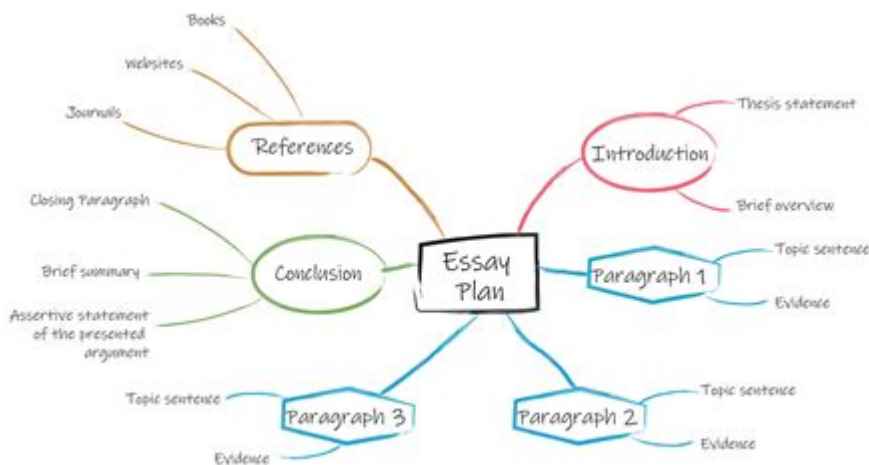 Books
Websites
Journals
References
Thesis statement
Introduction
Brief overview
Closing Paragraph
Brief summary
Assertive statement
of the presented
argument
Conclusion
Essay
Plan
Topic sentence
Paragraph 1
Evidence
Topic sentence
Paragraph 3
Evidence
Topic sentence
Paragraph 2
Evidence